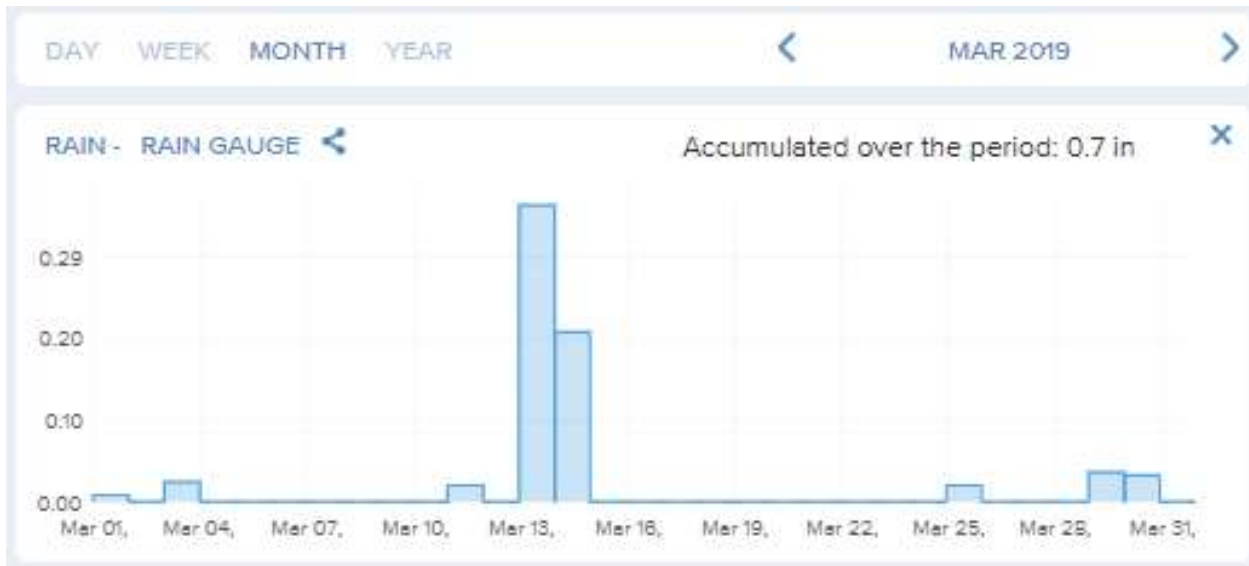 DAY WEEK MONTH YEAR MAR 2019
RAIN - RAIN GAUGE Accumulated over the period: 0.7 in
0.29
0.20
0.10
0.00
Mar 01, Mar 04, Mar 07, Mar 10, Mar 13, Mar 16, Mar 19, Mar 22, Mar 25, Mar 28, Mar 31,